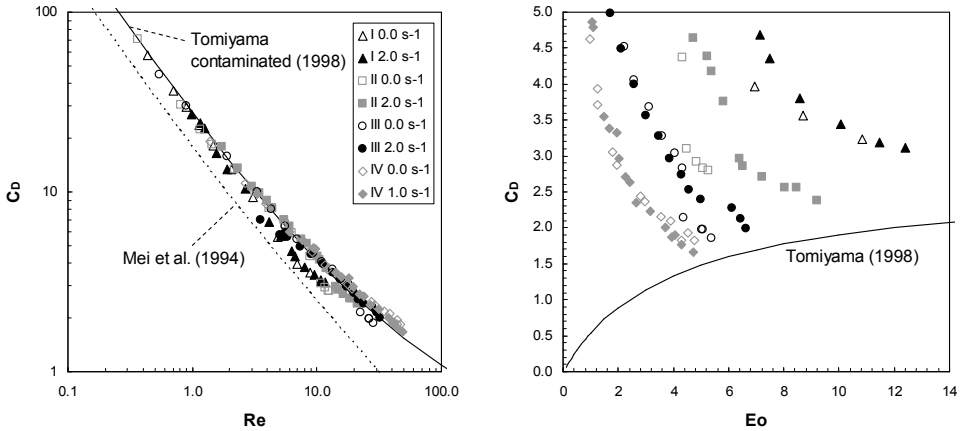 100
10
1
C_D
0.1
1.0
10.0
100.0
Re
Tomiyama
contaminated (1998)
Mei et al. (1994)
I 0.0 s-1
I 2.0 s-1
II 0.0 s-1
II 2.0 s-1
III 0.0 s-1
III 2.0 s-1
IV 0.0 s-1
IV 1.0 s-1
5.0
4.5
4.0
3.5
3.0
2.5
2.0
1.5
1.0
0.5
0.0
C_D
0
2
4
6
8
10
12
14
Eo
Tomiyama (1998)